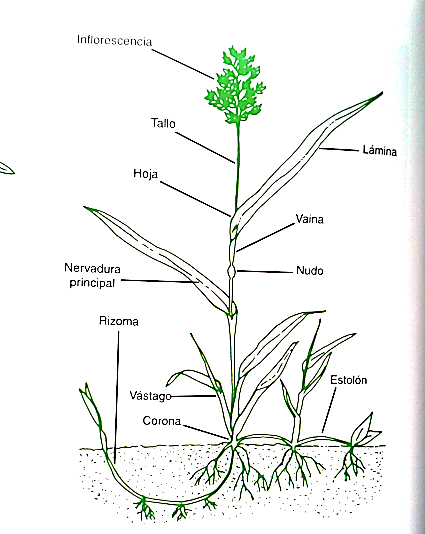 Inflorescencia
Tallo
Lámina
Hoja
Vaina
Nervadura
principal
Nudo
Rizoma
Estolón
Vástago
Corona